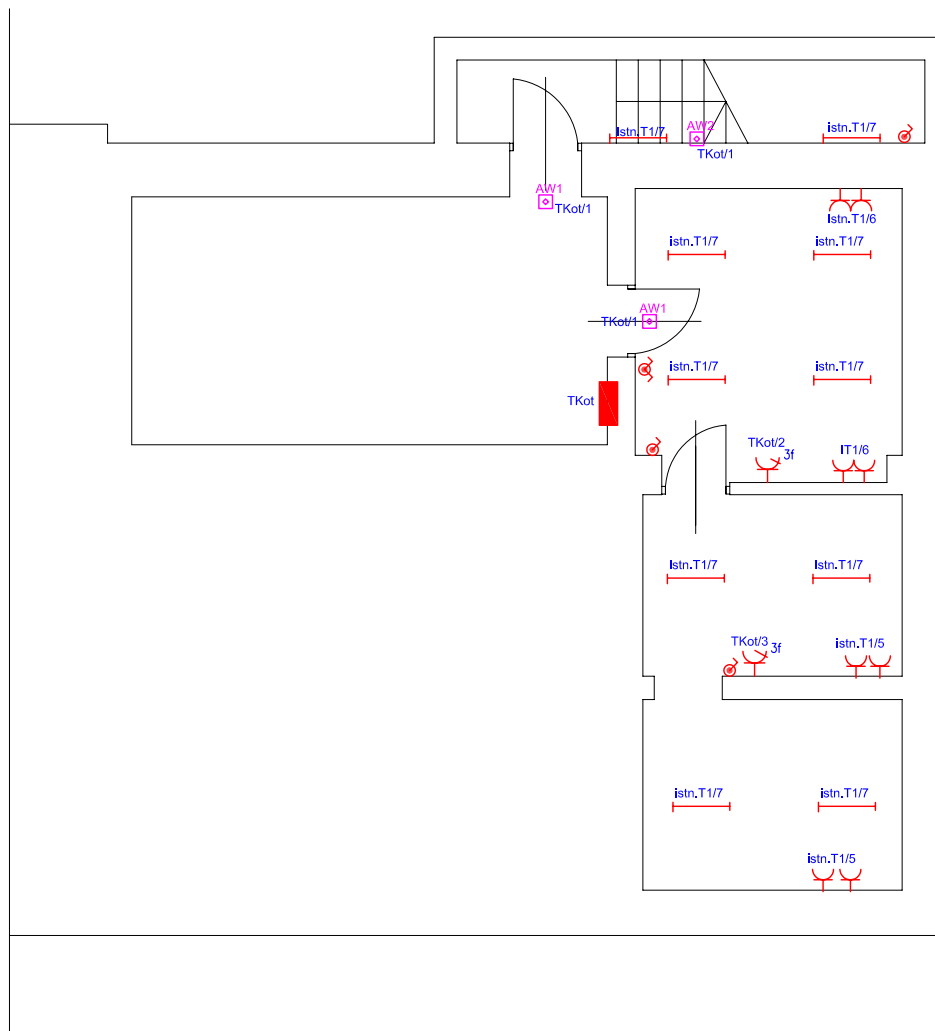 AW2
Istn.T1/7
istn.T1/7
TKot/1
AW1
TKot/1
Istn.T1/6
istn.T1/7
istn.T1/7
AW1
TKot/1
istn.T1/7
istn.T1/7
TKot
TKot/2
3f
IT1/6
Istn.T1/7
Istn.T1/7
TKot/3
3f
istn.T1/5
istn.T1/7
istn.T1/7
istn.T1/5